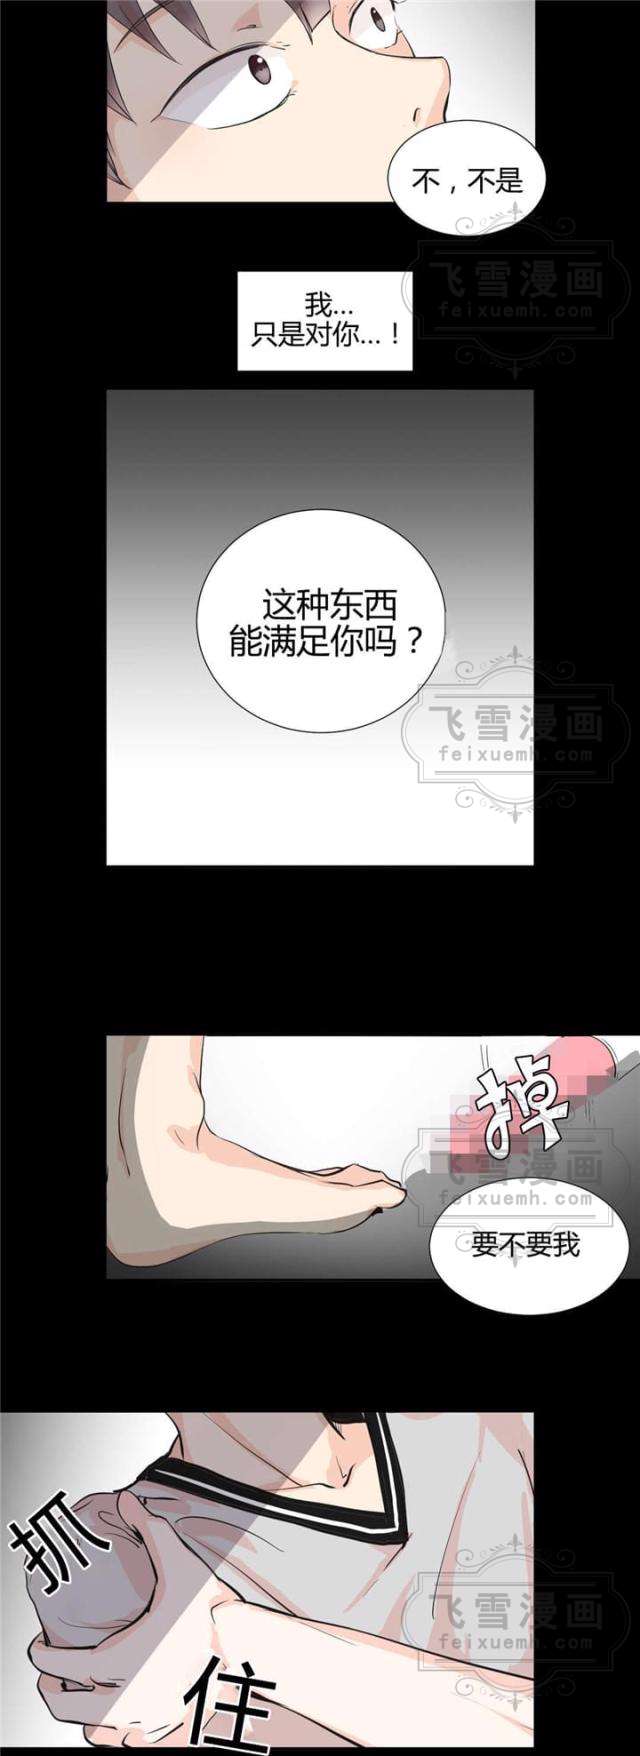 不，不是
飞雪漫画
feixuemh.com
我…
只是对你…！
这种东西
能满足你吗？
飞雪漫画
feixuemh.com
掉
飞雪漫画
feixuemh.com
要不要我
抓
住
飞雪漫画
feixuemh.com